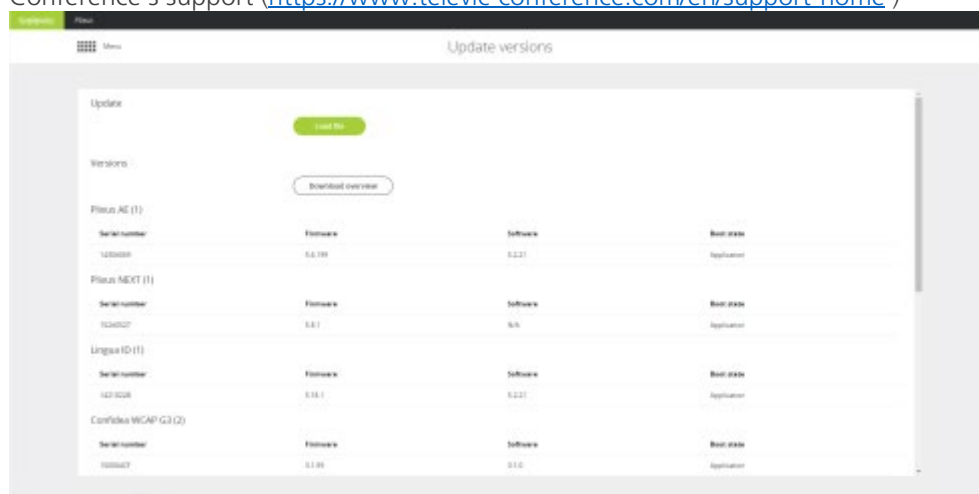 Conference's support (https://www.televic-conference.com/en/support-home )
Plixus
Menu
Update versions
Update
Load file
Versions
Download overview
Plixus AE (1)
Serial number Firmware Software Boot state
Application
Plixus NEXT (1)
Serial number Firmware Software Boot state
N/A Application
Lingua ID (1)
Serial number Firmware Software Boot state
Application
Confidea WCAP G3 (2)
Serial number Firmware Software Boot state
Application